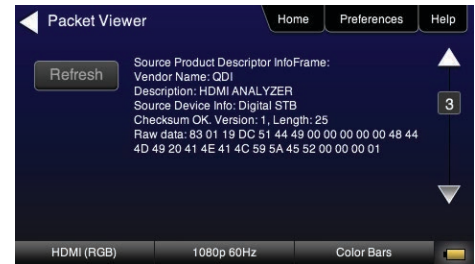 Packet Viewer
Home
Preferences
Help
Refresh
Source Product Descriptor InfoFrame:
Vendor Name: QDI
Description: HDMI ANALYZER
Source Device Info: Digital STB
Checksum OK. Version: 1, Length: 25
Raw data: 83 01 19 DC 51 44 49 00 00 00 00 00 48 44
4D 49 20 41 4E 41 4C 59 5A 45 52 00 00 00 01
3
HDMI (RGB)
1080p 60Hz
Color Bars